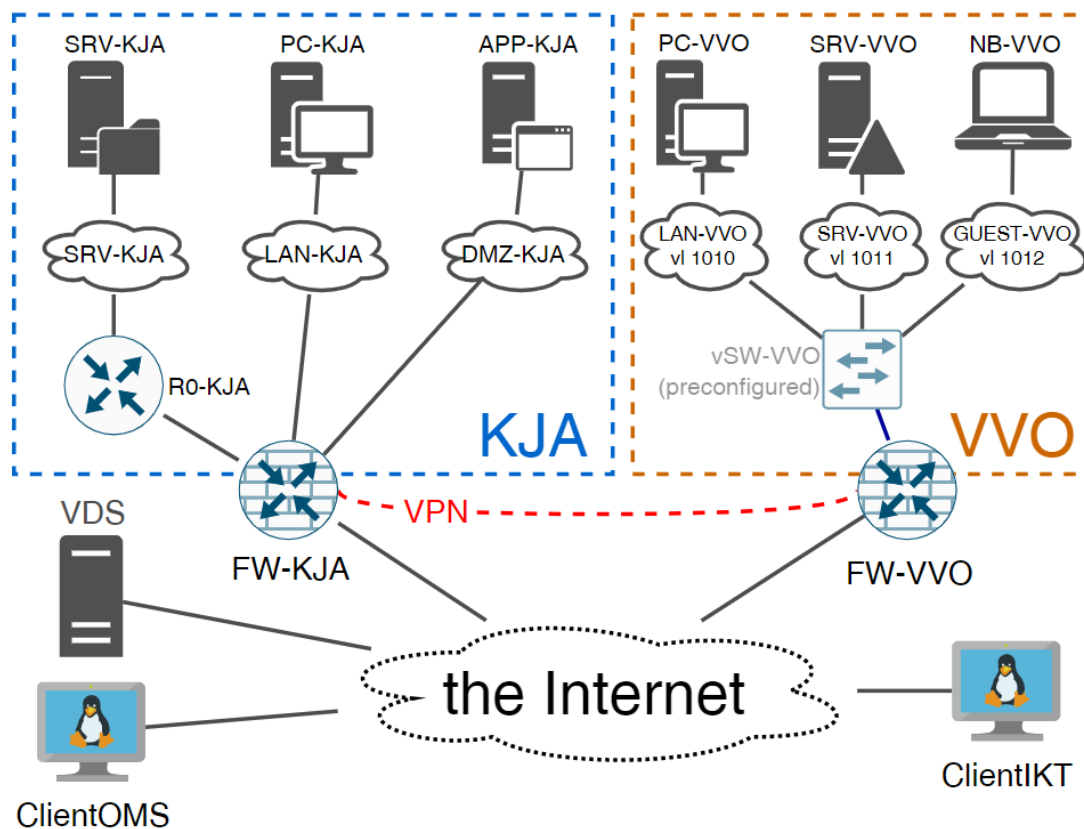 SRV-KJA
PC-KJA
APP-KJA
PC-VVO
SRV-VVO
NB-VVO
SRV-KJA
LAN-KJA
DMZ-KJA
LAN-VVO
vl 1010
SRV-VVO
vl 1011
GUEST-VVO
vl 1012
R0-KJA
vSW-VVO
(preconfigured)
KJA
VVO
VPN
VDS
FW-KJA
FW-VVO
the Internet
ClientOMS
ClientIKT